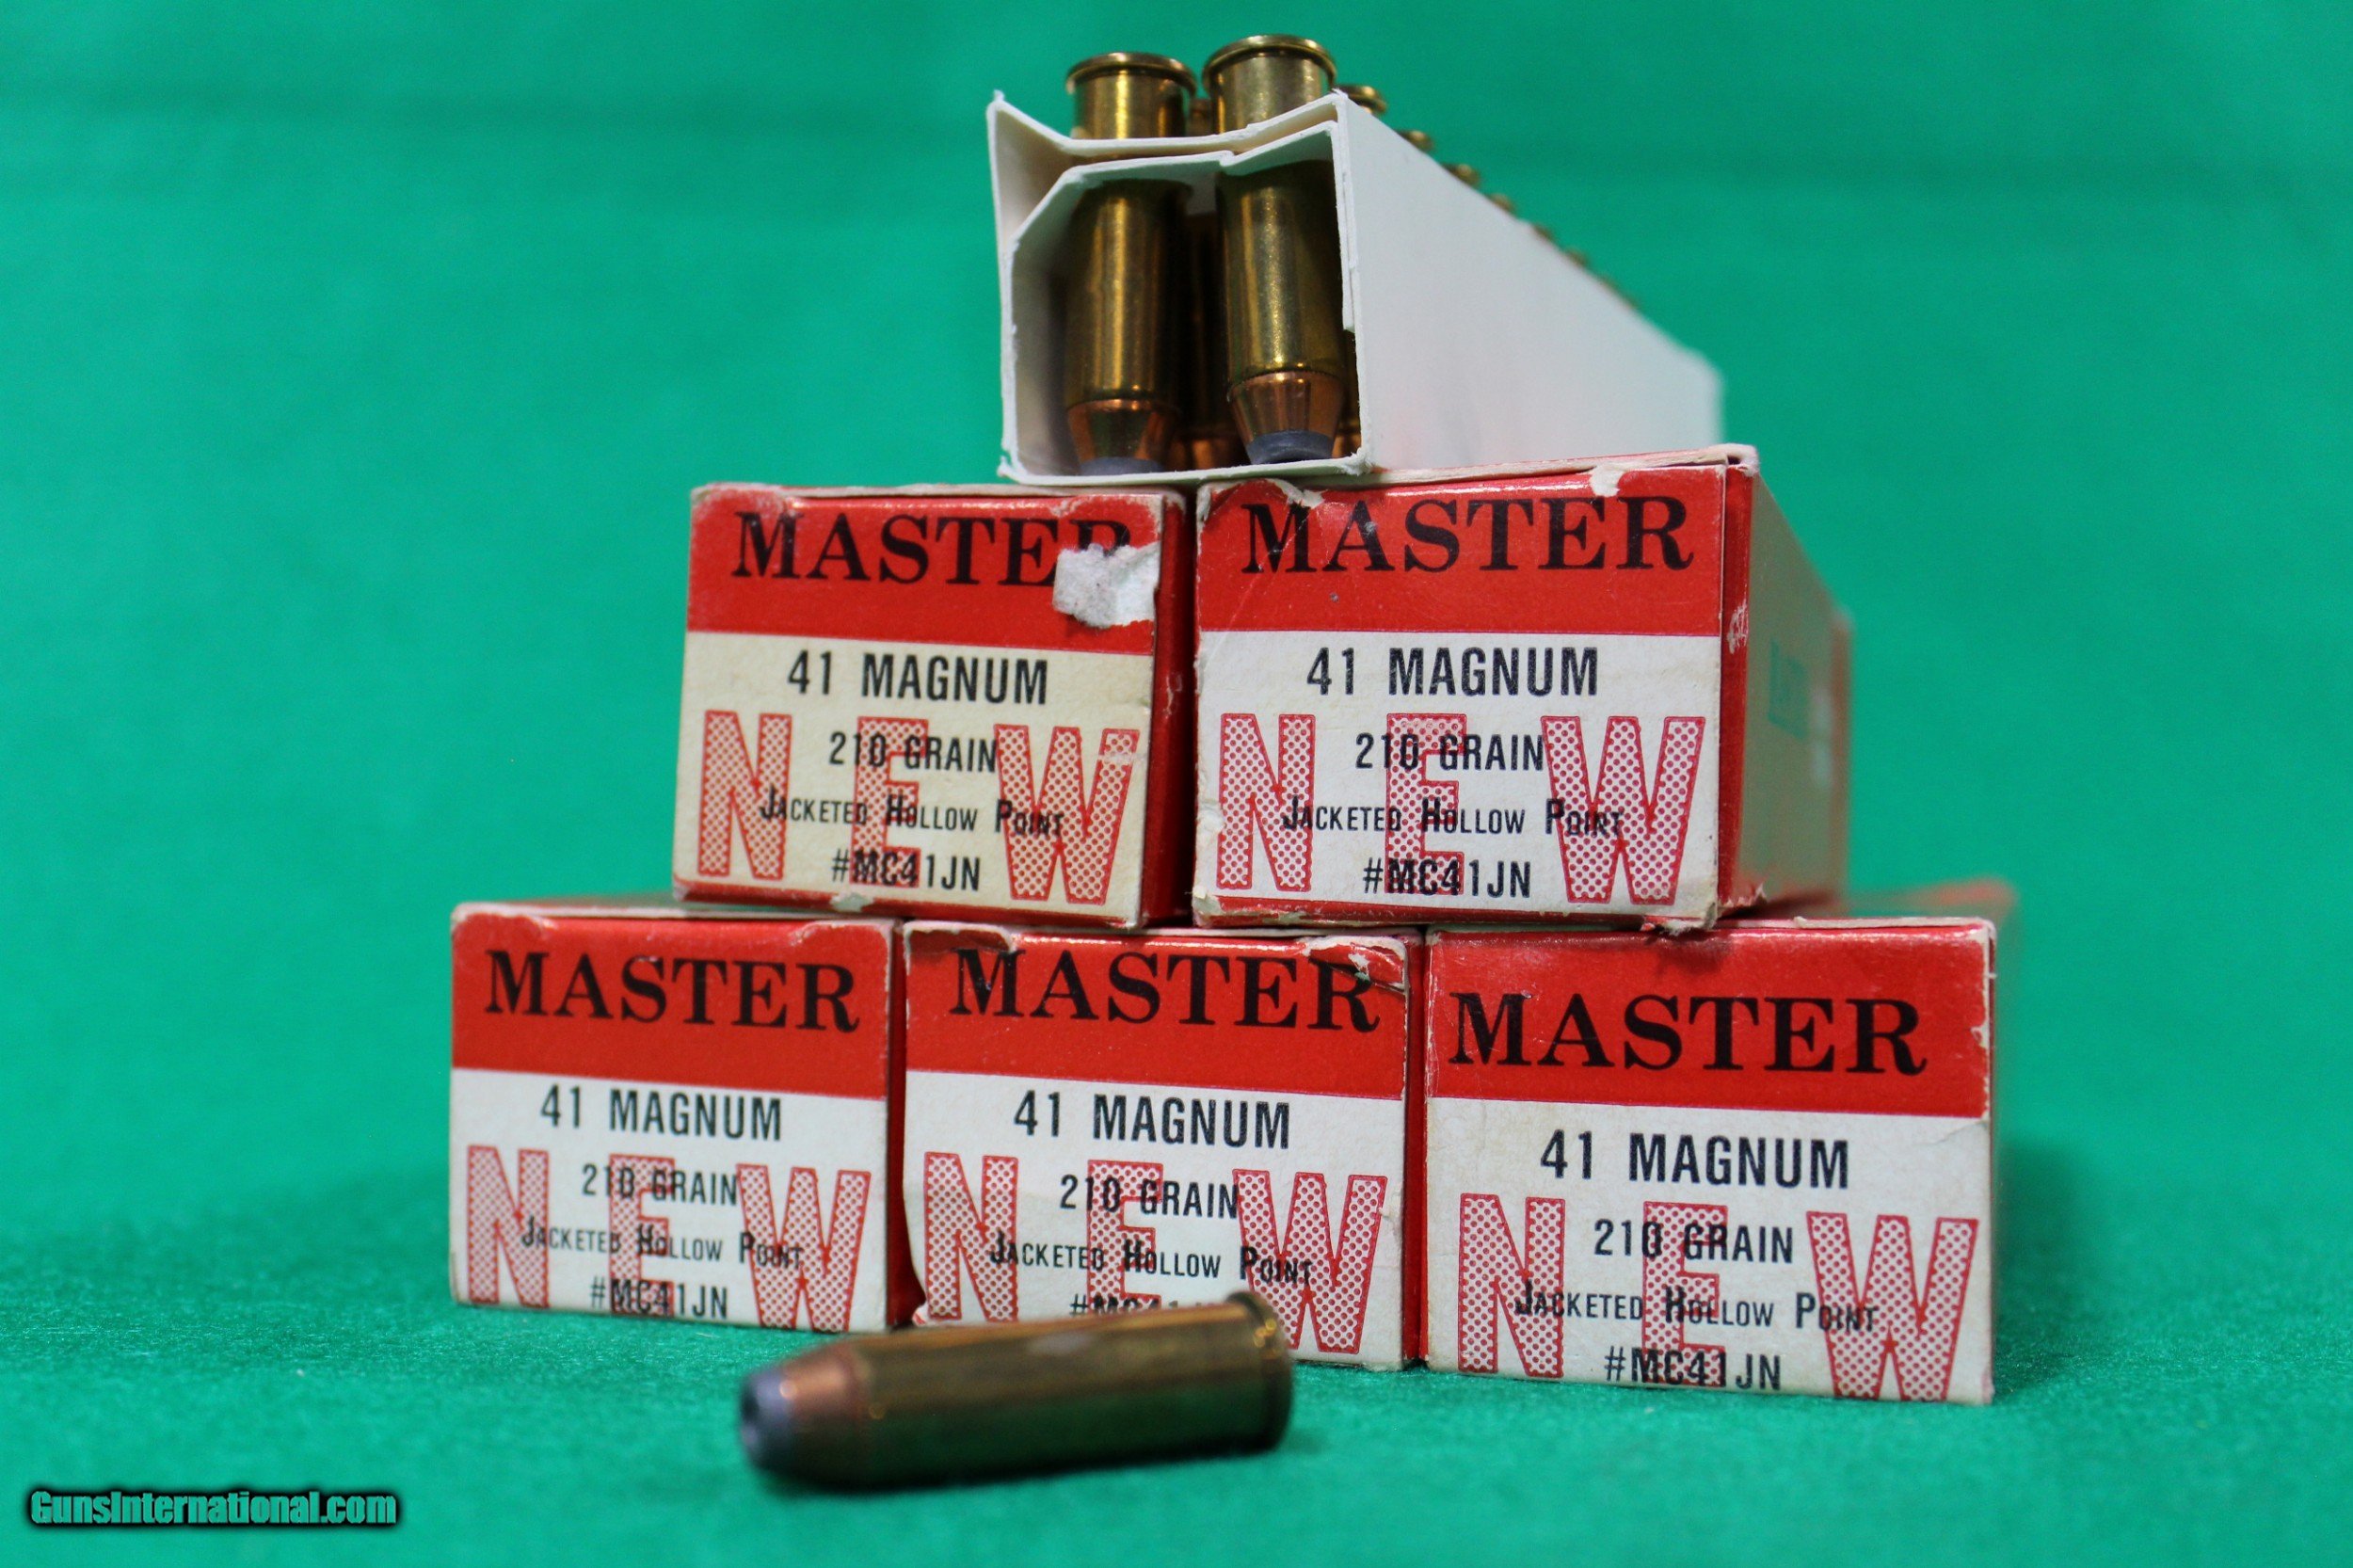 MASTER
41 MAGNUM
NEW
210 GRAIN
JACKETED HOLLOW POINT
#MC41JN
MASTER
41 MAGNUM
NEW
210 GRAIN
JACKETED HOLLOW POINT
#MC41JN
MASTER
41 MAGNUM
NEW
210 GRAIN
JACKETED HOLLOW POINT
#MC41JN
MASTER
41 MAGNUM
NEW
210 GRAIN
JACKETED HOLLOW POINT
MASTER
41 MAGNUM
NEW
210 GRAIN
JACKETED HOLLOW POINT
#MC41JN
GunsInternational.com